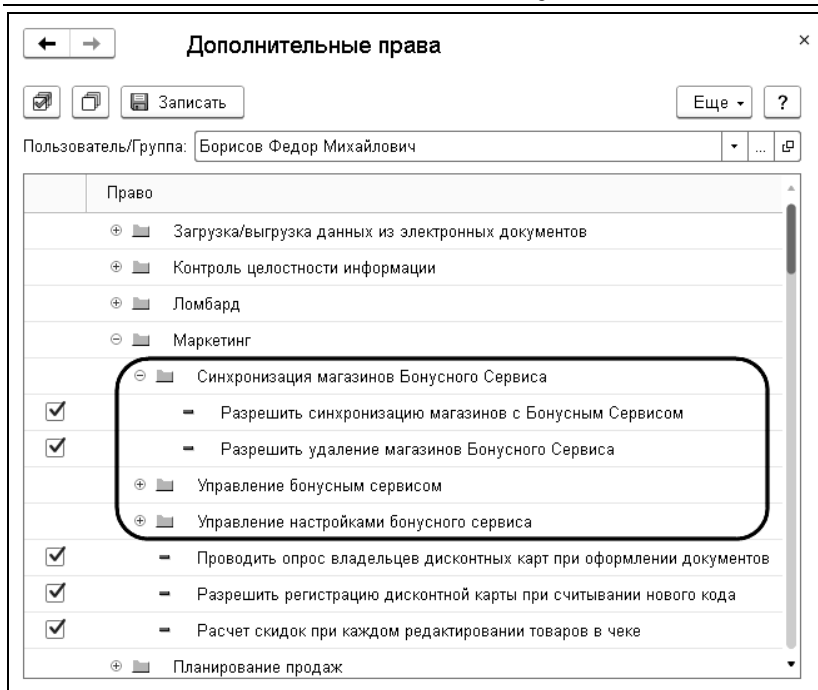 Дополнительные права
Записать
Еще
?
Пользователь/Группа: Борисов Федор Михайлович
...
Право
Загрузка/выгрузка данных из электронных документов
Контроль целостности информации
Ломбард
Маркетинг
Синхронизация магазинов Бонусного Сервиса
Разрешить синхронизацию магазинов с Бонусным Сервисом
Разрешить удаление магазинов Бонусного Сервиса
Управление бонусным сервисом
Управление настройками бонусного сервиса
Проводить опрос владельцев дисконтных карт при оформлении документов
Разрешить регистрацию дисконтной карты при считывании нового кода
Расчет скидок при каждом редактировании товаров в чеке
Планирование продаж